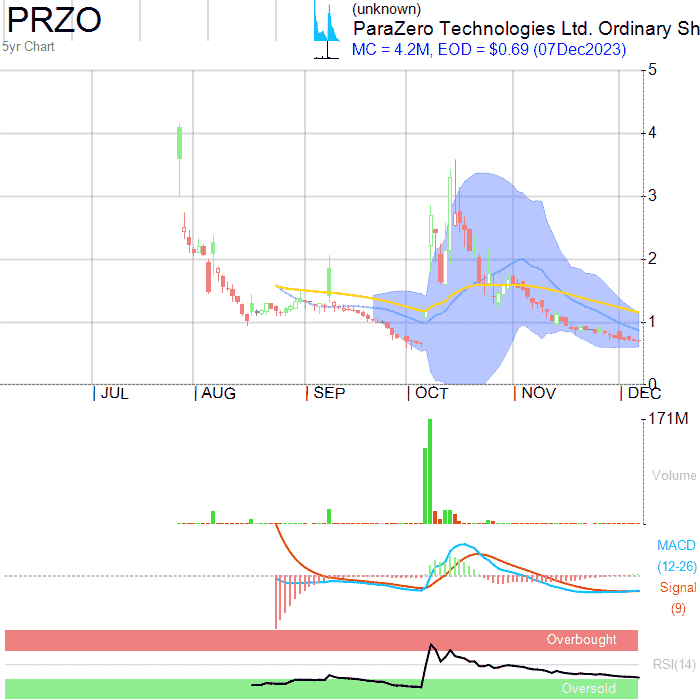 PRZO
5yr Chart
(unknown)
ParaZero Technologies Ltd. Ordinary Sh
MC = 4.2M, EOD = $0.69 (07Dec2023)
5
4
3
2
1
0
JUL
AUG
SEP
OCT
NOV
DEC
171M
Volume
MACD
(12-26)
Signal
(9)
Overbought
RSI(14)
Oversold